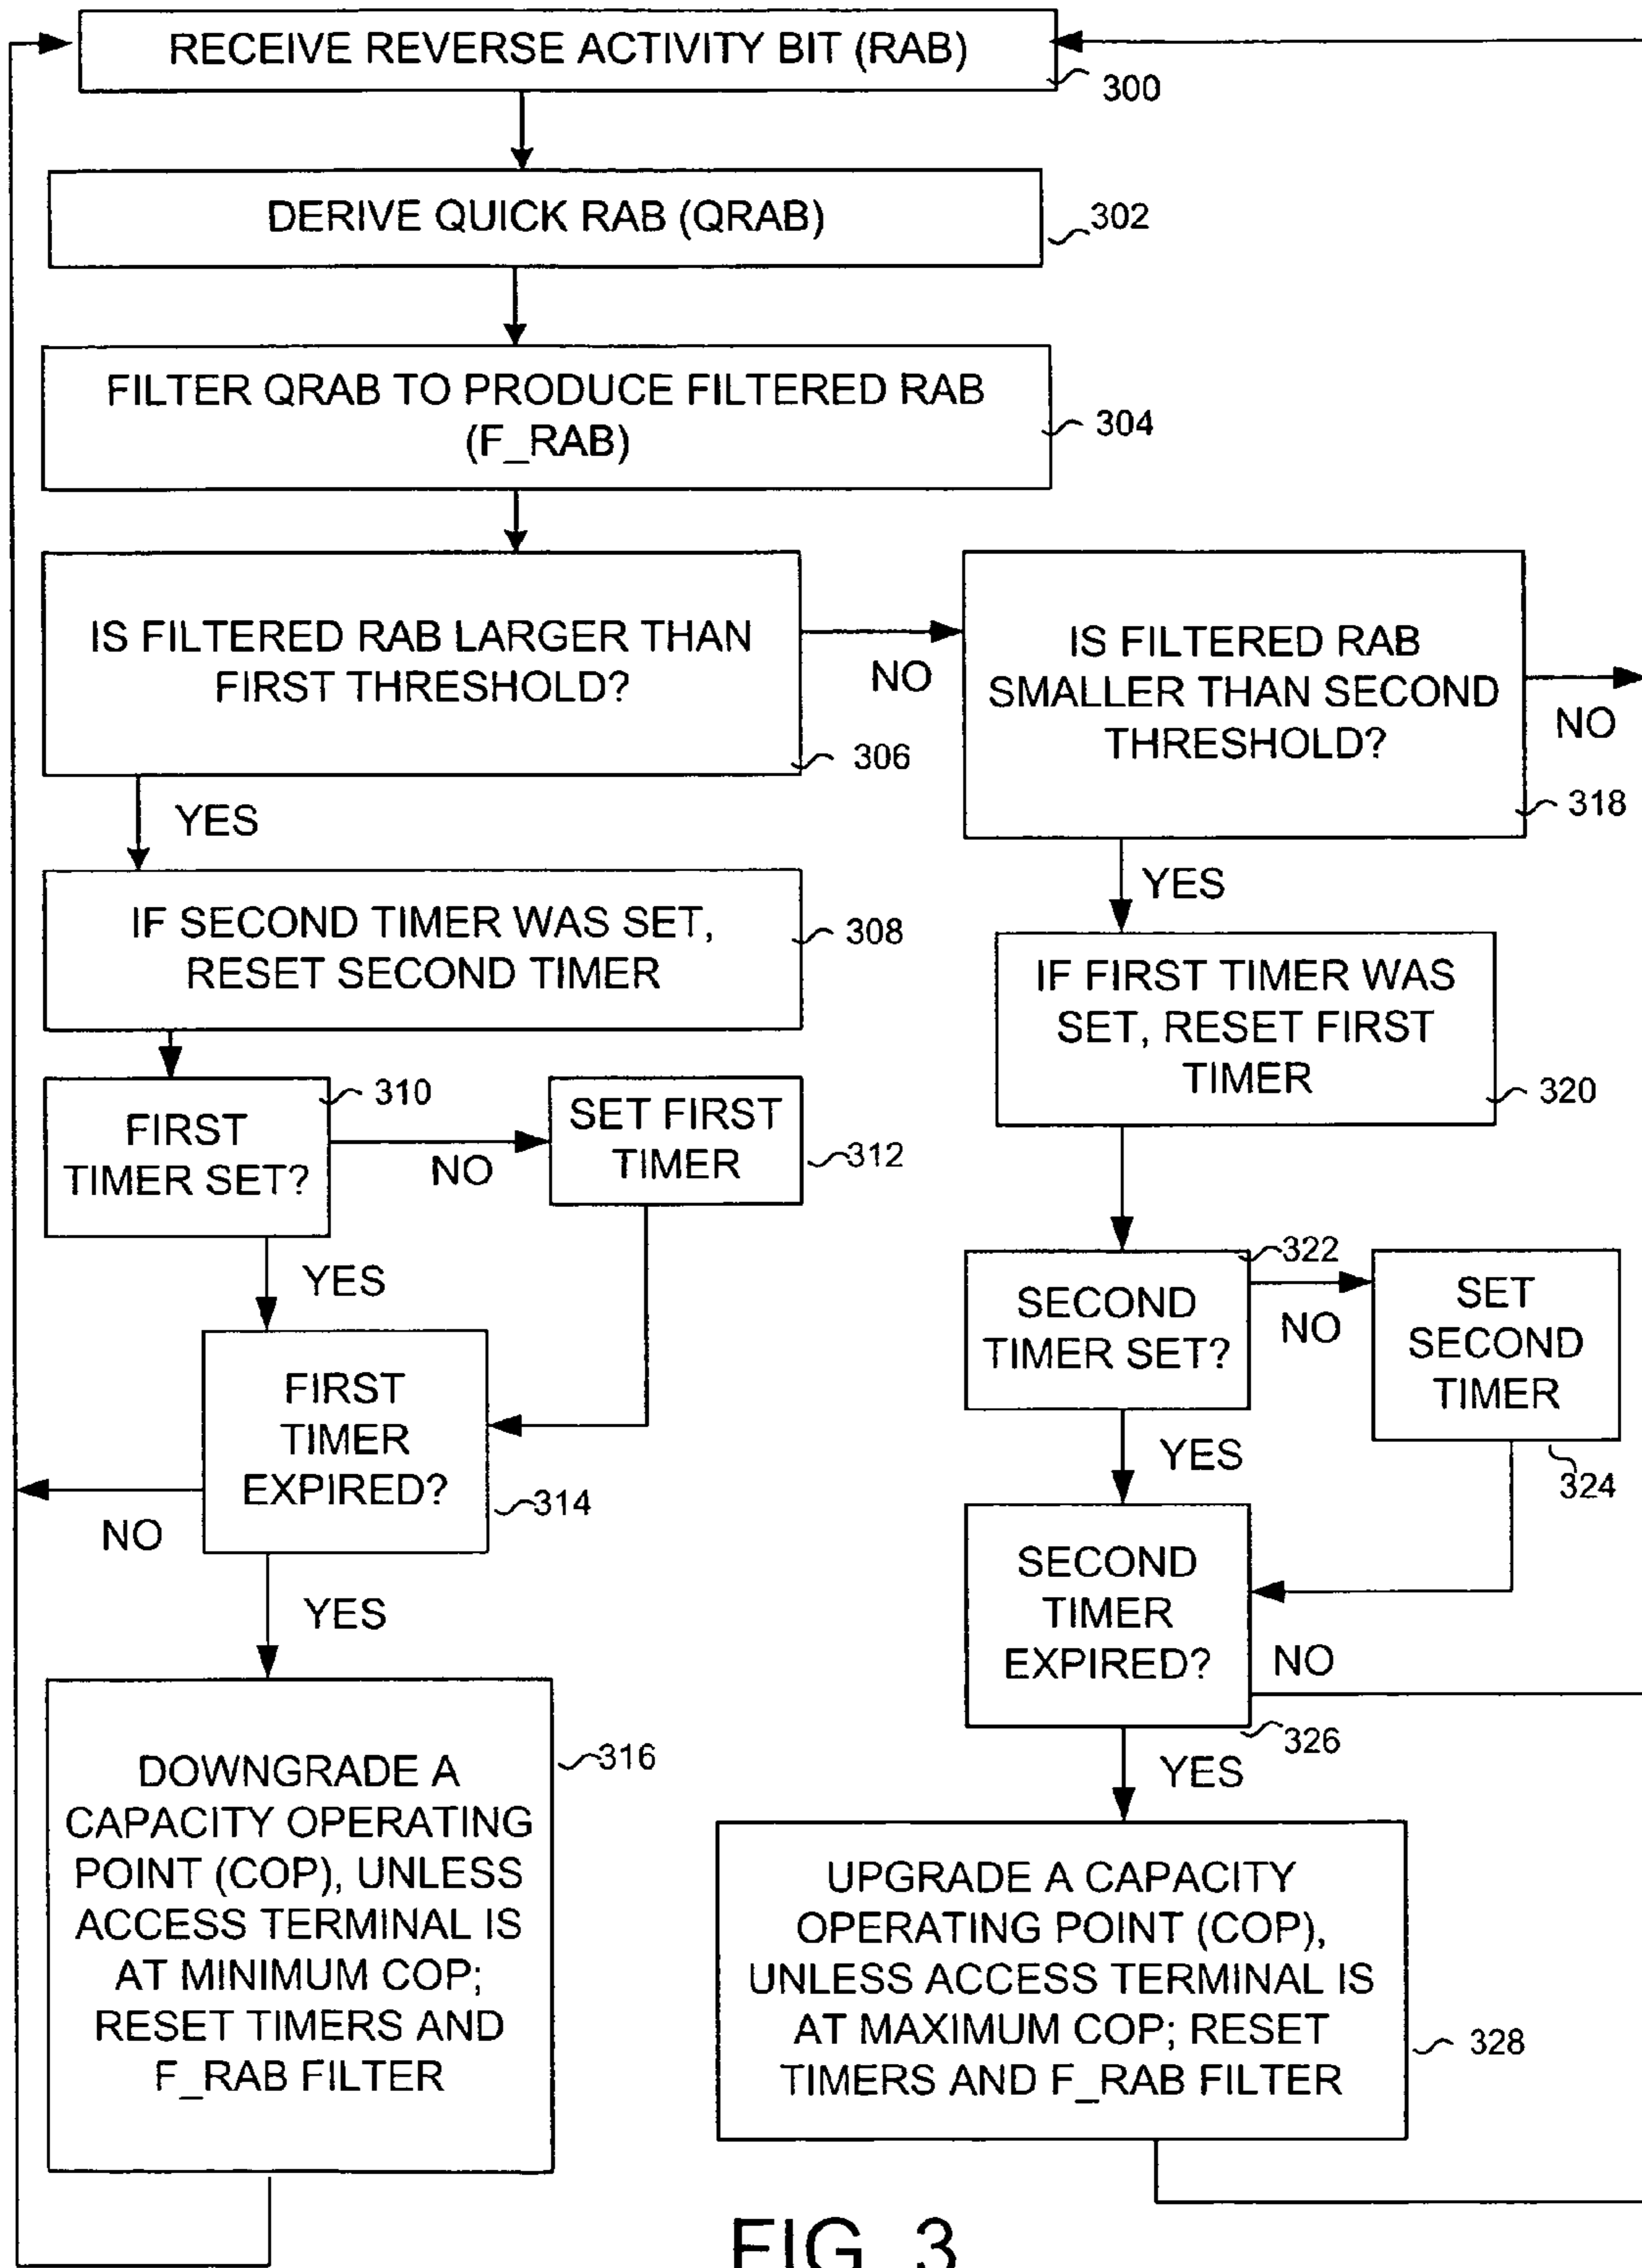 RECEIVE REVERSE ACTIVITY BIT (RAB)
300
DERIVE QUICK RAB (QRAB)
302
FILTER QRAB TO PRODUCE FILTERED RAB
(F_RAB)
304
IS FILTERED RAB LARGER THAN
FIRST THRESHOLD?
306
NO
IS FILTERED RAB
SMALLER THAN SECOND
THRESHOLD?
318
NO
YES
IF SECOND TIMER WAS SET,
RESET SECOND TIMER
308
FIRST
TIMER SET?
310
NO
SET FIRST
TIMER
312
YES
FIRST
TIMER
EXPIRED?
314
NO
YES
DOWNGRADE A
CAPACITY OPERATING
POINT (COP), UNLESS
ACCESS TERMINAL IS
AT MINIMUM COP;
RESET TIMERS AND
F_RAB FILTER
316
YES
IF FIRST TIMER WAS
SET, RESET FIRST
TIMER
320
SECOND
TIMER SET?
322
NO
SET
SECOND
TIMER
324
YES
SECOND
TIMER
EXPIRED?
326
NO
YES
UPGRADE A CAPACITY
OPERATING POINT (COP),
UNLESS ACCESS TERMINAL IS
AT MAXIMUM COP; RESET
TIMERS AND F_RAB FILTER
328
FIG. 3